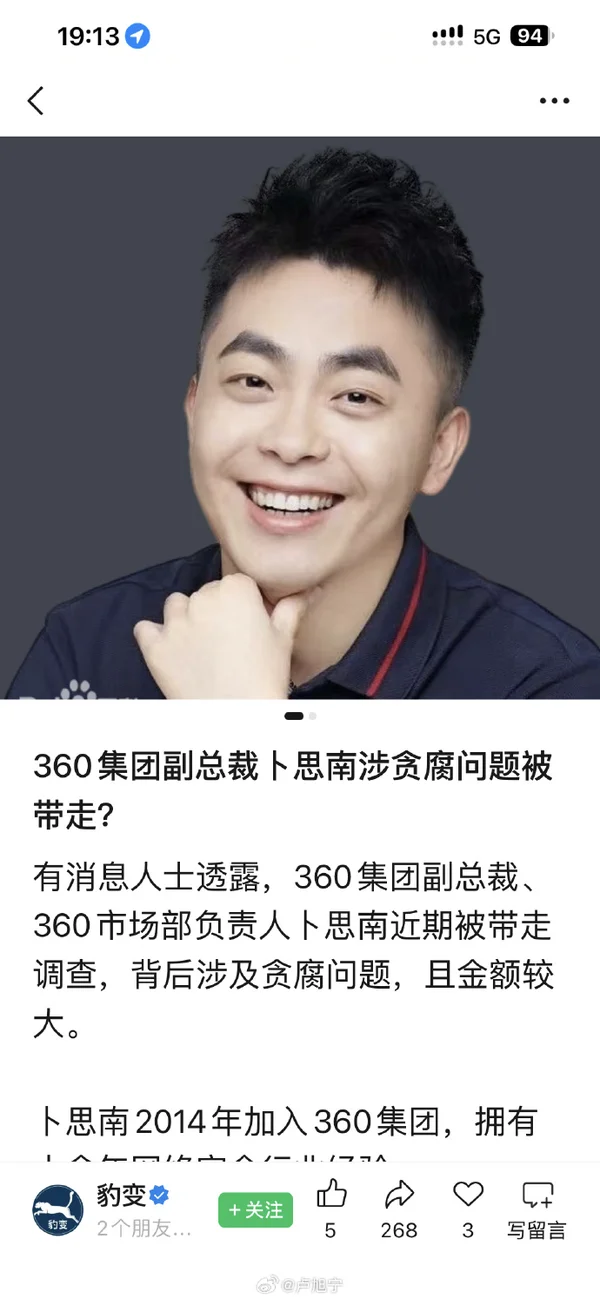 19:13
5G
94
360集团副总裁卜思南涉贪腐问题被
带走?
有消息人士透露，360集团副总裁、
360市场部负责人卜思南近期被带走
调查，背后涉及贪腐问题，且金额较
大。
卜思南2014年加入360集团，拥有
豹变
豹变
2个朋友...
+关注
5
268
3
写留言
@卢旭宁